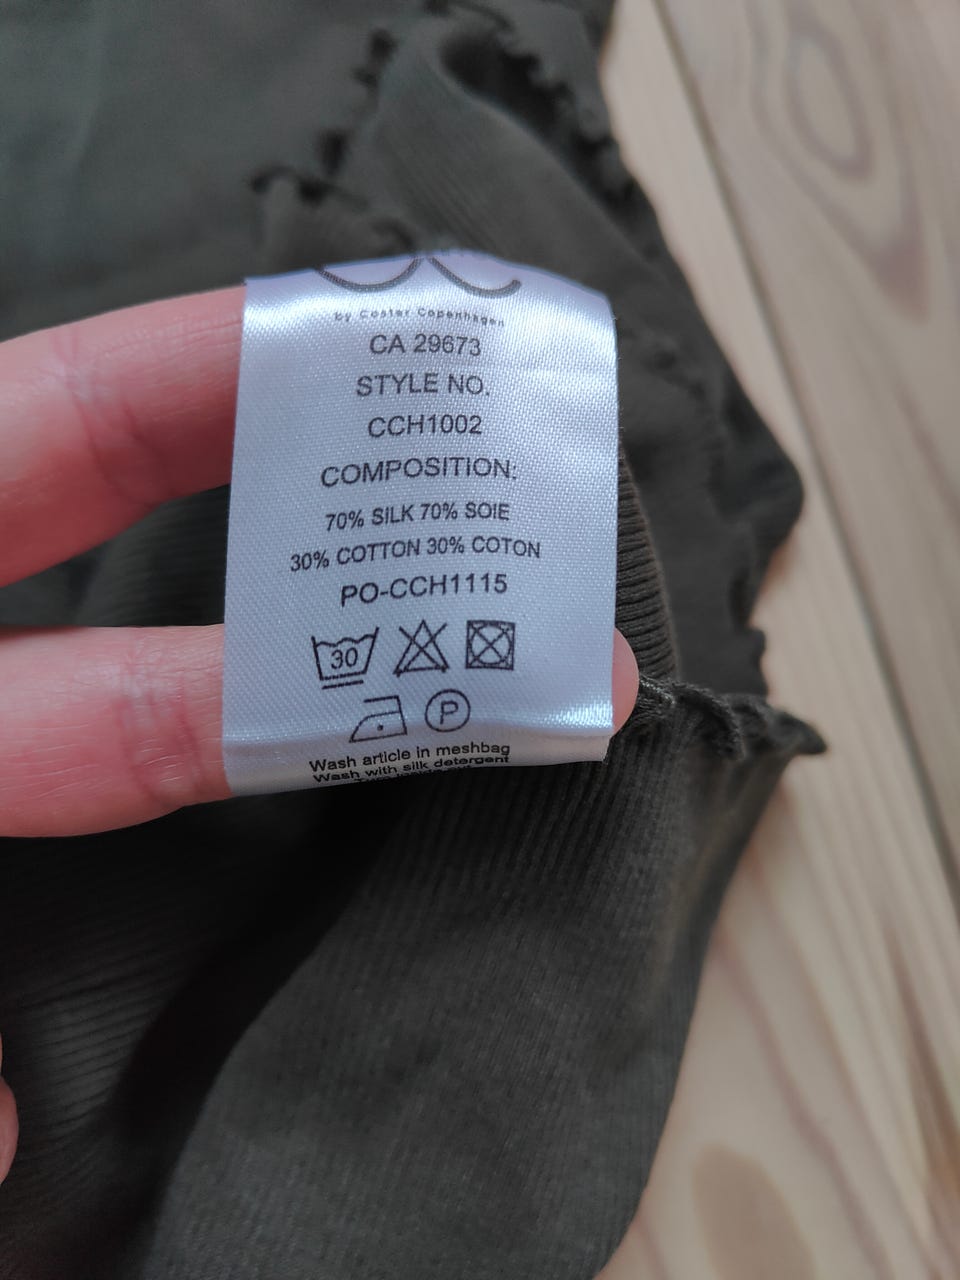 by Coster Copenhagen
CA 29673
STYLE NO.
CCH1002
COMPOSITION:
70% SILK 70% SOIE
30% COTTON 30% COTON
PO-CCH1115
30
P
Wash article in meshbag
Wash with silk detergent